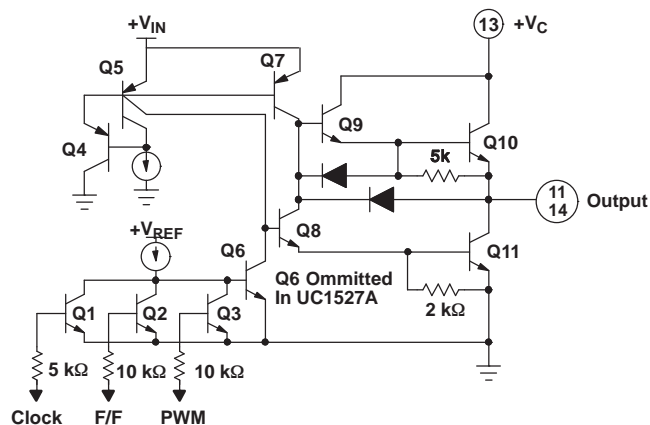 +VIN
13
+VC
Q5
Q7
Q9
Q4
Q10
5k
11
14
Output
+VREF
Q6
Q8
Q11
Q6 Ommitted
In UC1527A
Q1
Q2
Q3
2 kΩ
5 kΩ
10 kΩ
10 kΩ
Clock
F/F
PWM